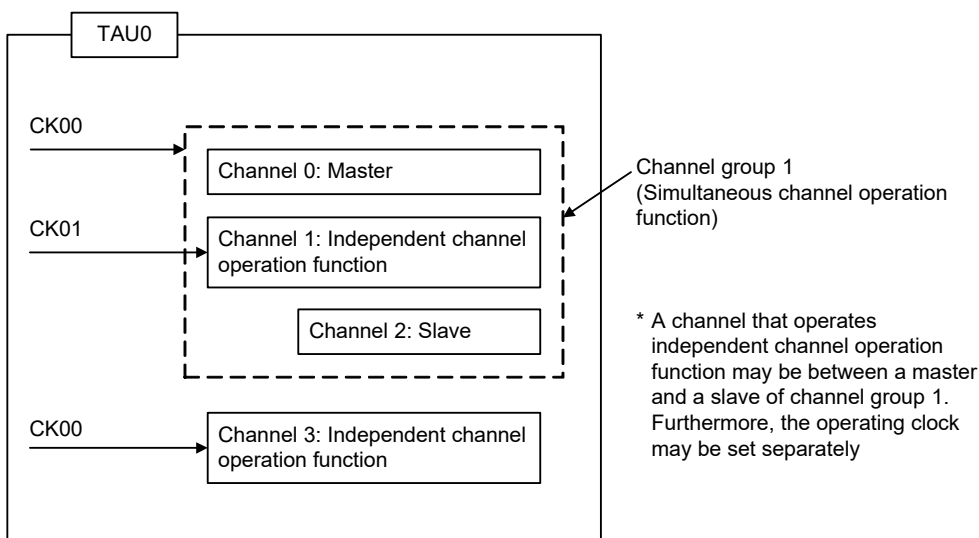 TAU0
CK00
Channel 0: Master
CK01
Channel 1: Independent channel
operation function
Channel 2: Slave
CK00
Channel 3: Independent channel
operation function
Channel group 1
(Simultaneous channel operation
function)
* A channel that operates
independent channel operation
function may be between a master
and a slave of channel group 1.
Furthermore, the operating clock
may be set separately